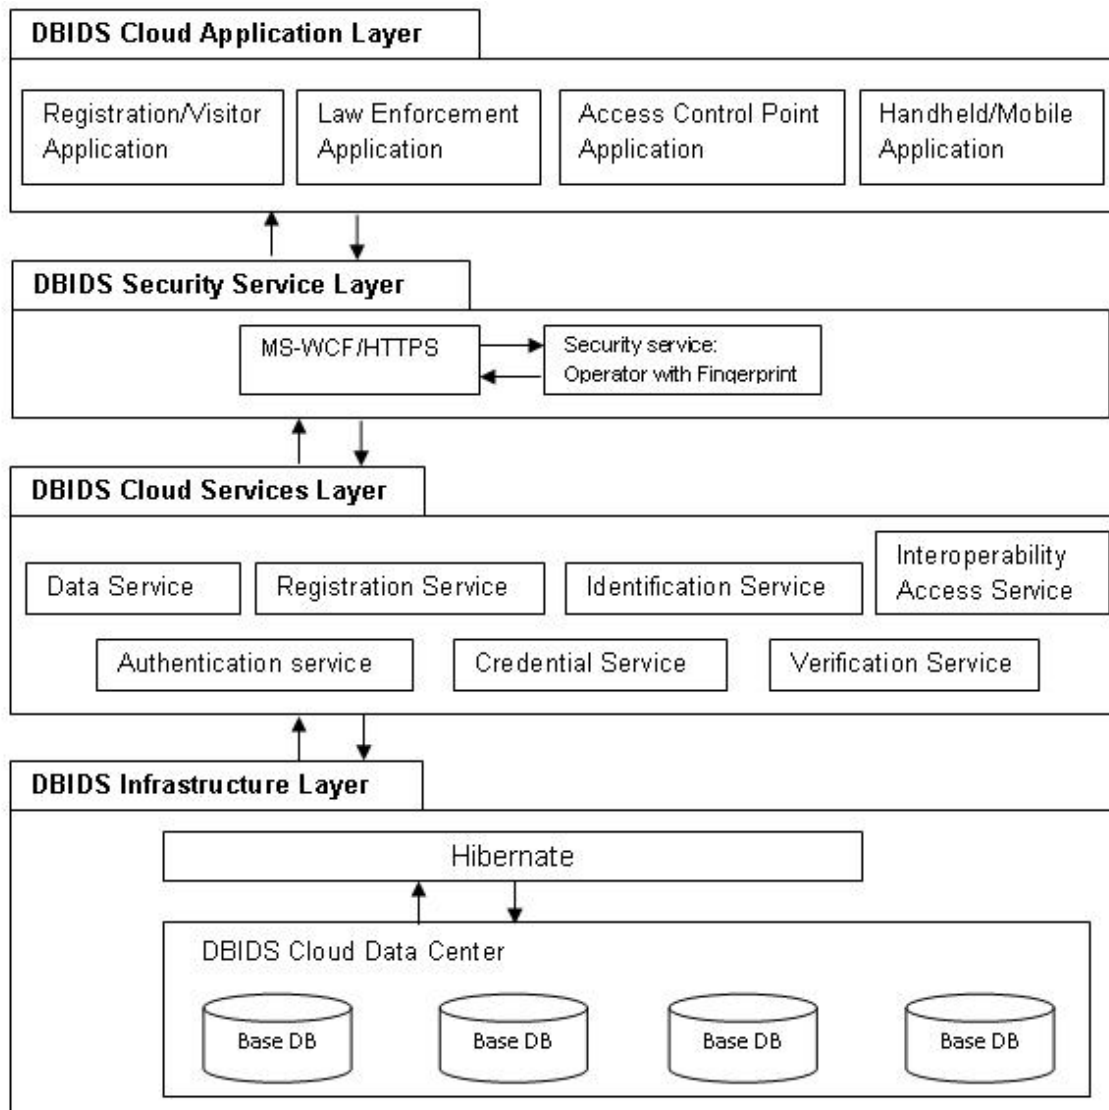 DBIDS Cloud Application Layer
Registration/Visitor
Application
Law Enforcement
Application
Access Control Point
Application
Handheld/Mobile
Application
DBIDS Security Service Layer
MS-WCF/HTTPS
Security service:
Operator with Fingerprint
DBIDS Cloud Services Layer
Data Service
Registration Service
Identification Service
Interoperability
Access Service
Authentication service
Credential Service
Verification Service
DBIDS Infrastructure Layer
Hibernate
DBIDS Cloud Data Center
Base DB
Base DB
Base DB
Base DB